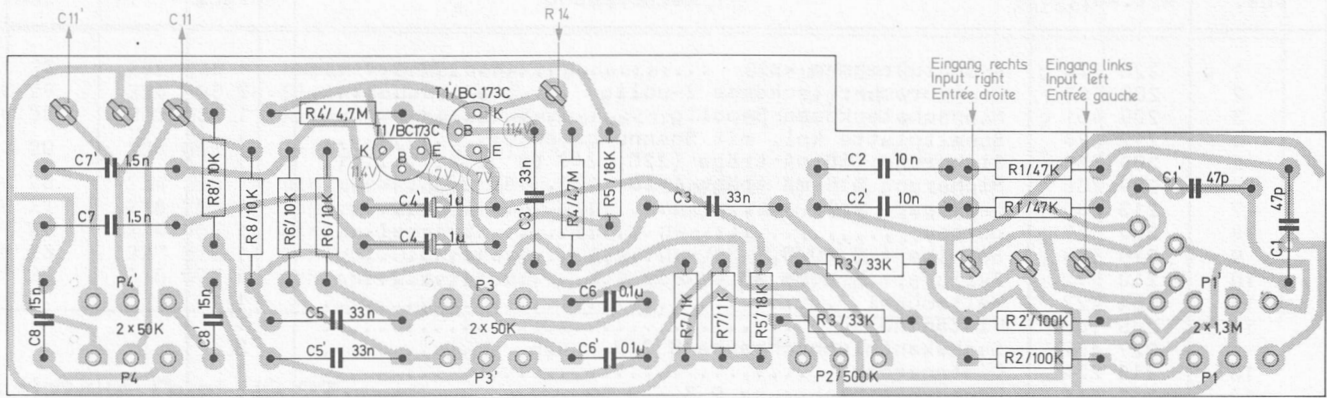 C11'
C11
R14
Eingang rechts
Input right
Entrée droite
Eingang links
Input left
Entrée gauche
T1'/BC 173C
R4'/ 4,7M
T1/BC173C
K
B
E
K
B
E
11,4V
11,4V
7V
7V
C7'
1,5n
C7
1,5n
R8'/10K
R8/10K
R6'/10K
R6/10K
C4'
1µ
C4
1µ
33n
C3'
R4/4,7M
R5/18K
C3
33n
C2
10n
C2'
10n
R1/47K
R1'/47K
C1'
47p
47p
C1
R3'/33K
R3/33K
R2'/100K
R2/100K
P1'
2×1,3M
P1
15n
C8
P4'
2×50K
P4
15n
C8'
C5
33n
C5'
33n
P3
2×50K
P3'
C6
0,1µ
C6'
0,1µ
R7/1K
R7/1K
R5'/18K
P2/500K